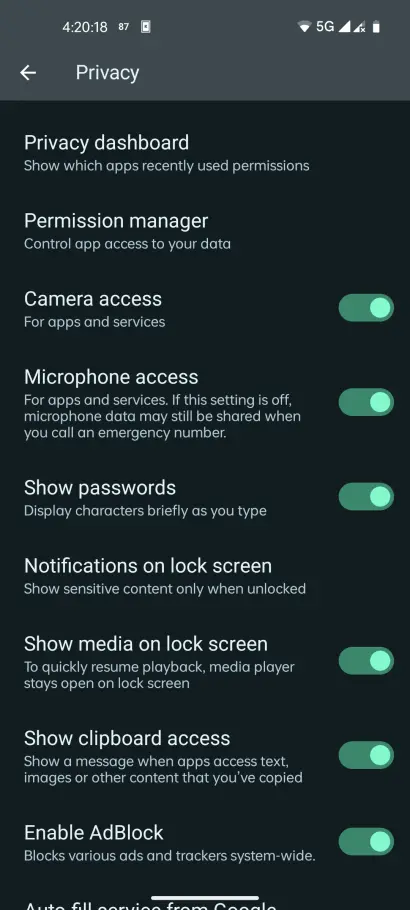 4:20:18 87 5G
Privacy
Privacy dashboard
Show which apps recently used permissions
Permission manager
Control app access to your data
Camera access
For apps and services
Microphone access
For apps and services. If this setting is off,
microphone data may still be shared when
you call an emergency number.
Show passwords
Display characters briefly as you type
Notifications on lock screen
Show sensitive content only when unlocked
Show media on lock screen
To quickly resume playback, media player
stays open on lock screen
Show clipboard access
Show a message when apps access text,
images or other content that you've copied
Enable AdBlock
Blocks various ads and trackers system-wide.
Auto-fill service from Google